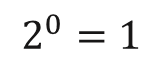 2⁰ = 1